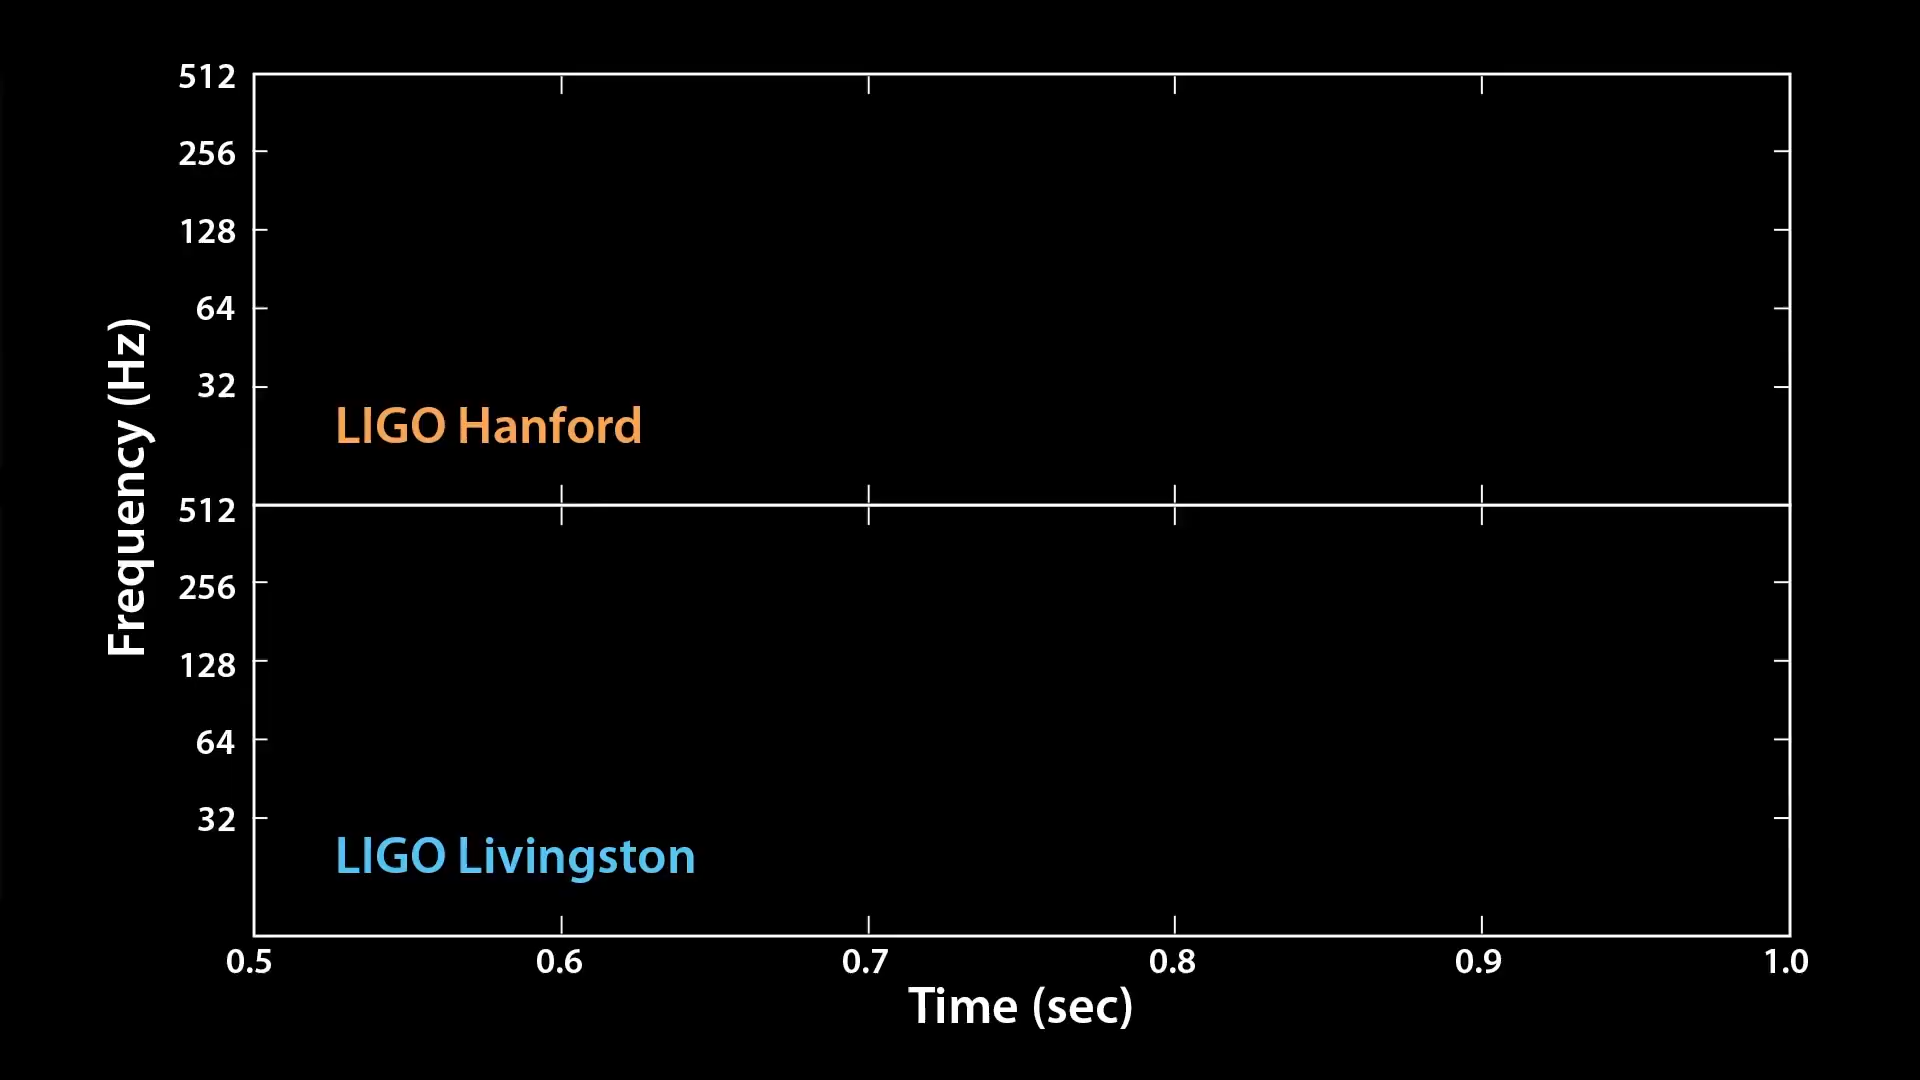 512
256
128
64
32
LIGO Hanford
Frequency (Hz)
512
256
128
64
32
LIGO Livingston
0.5 0.6 0.7 0.8 0.9 1.0
Time (sec)